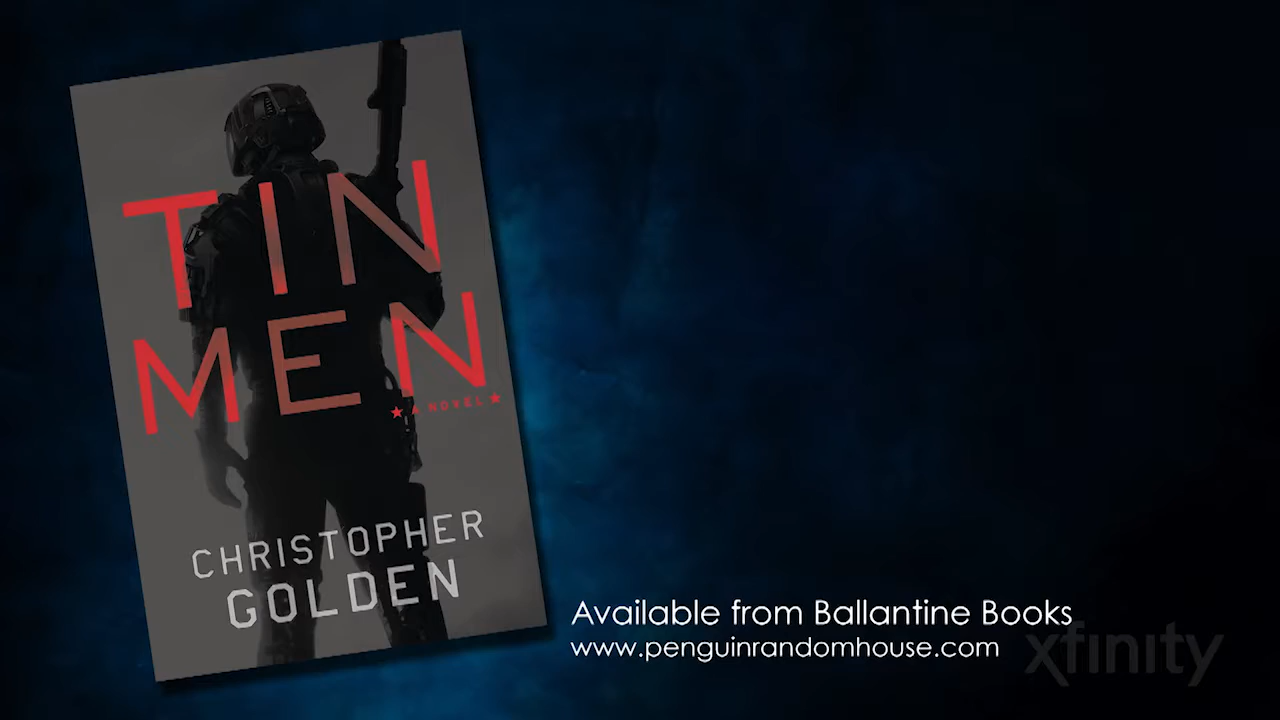 TIN
MEN
★ A NOVEL ★
CHRISTOPHER
GOLDEN
Available from Ballantine Books
www.penguinrandomhouse.com
xfinity